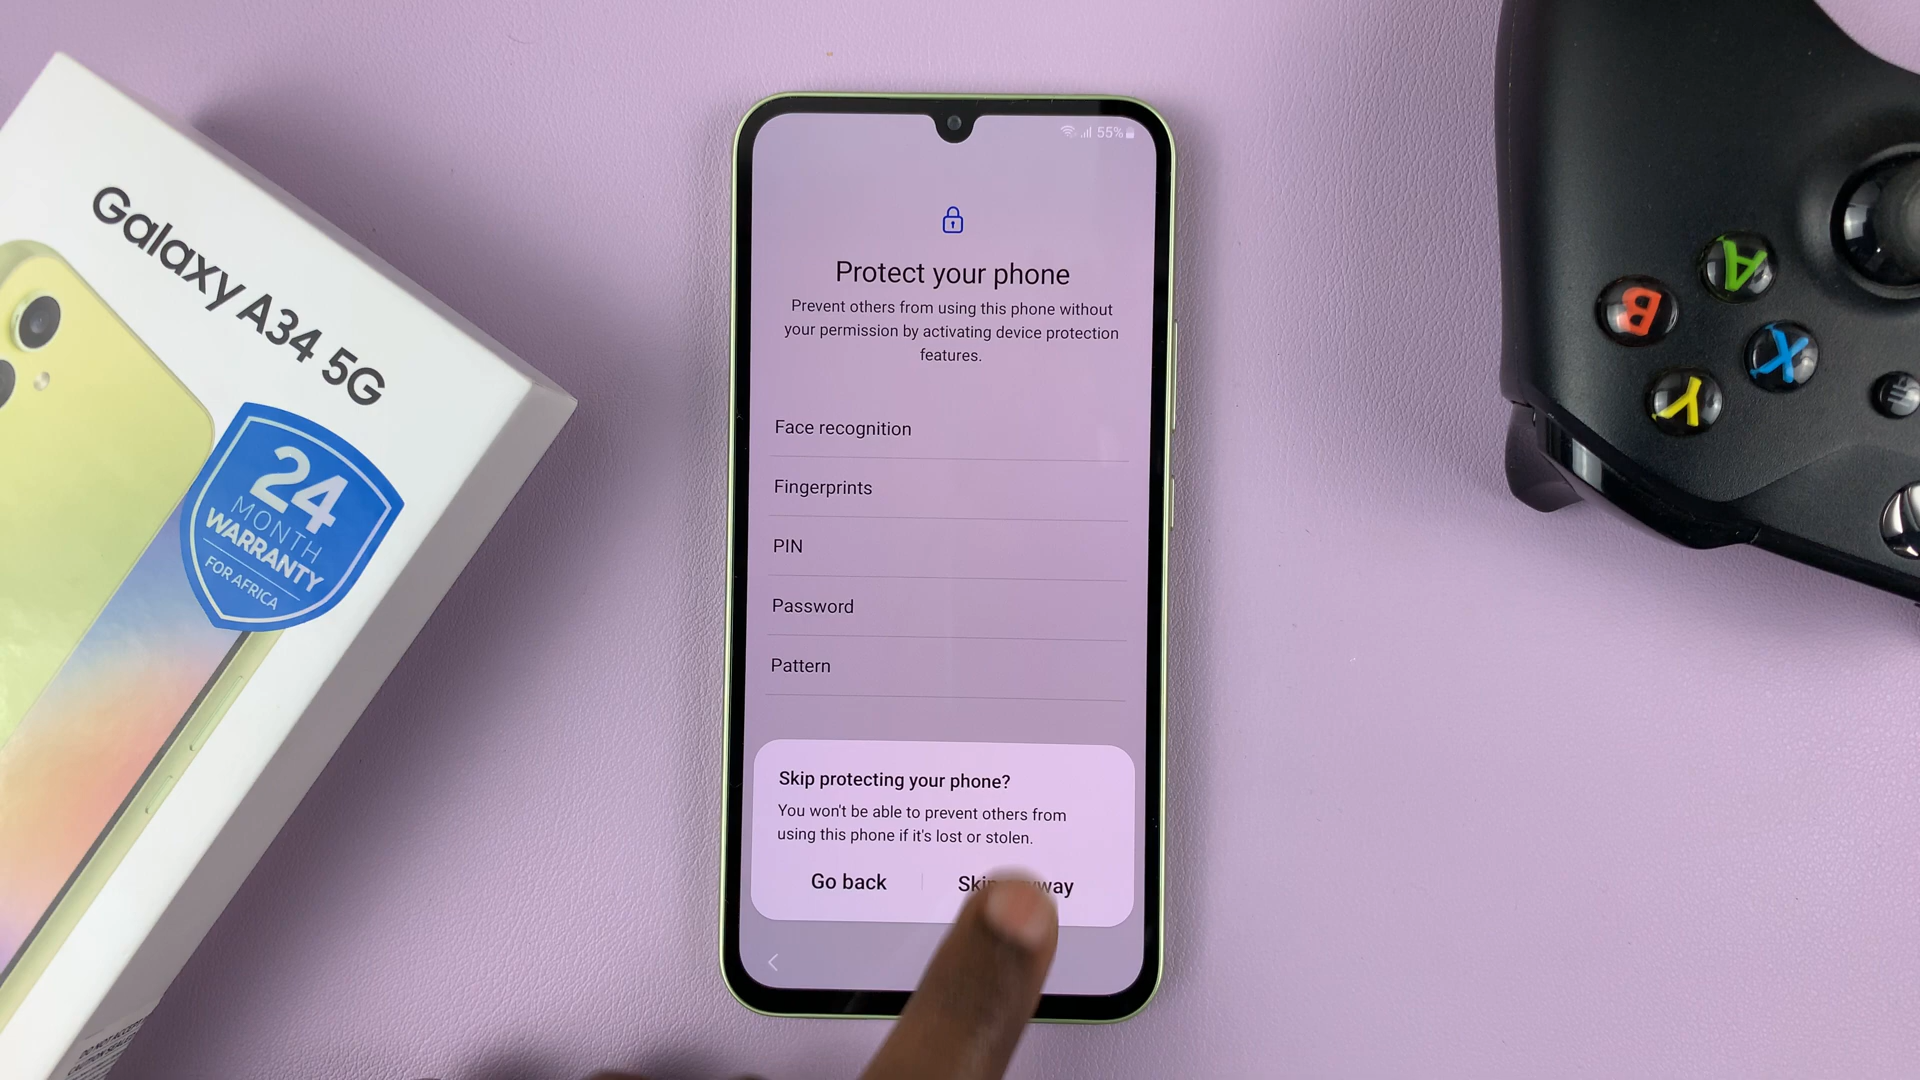 Galaxy A34 5G
24
MONTH
WARRANTY
FOR AFRICA
55%
Protect your phone
Prevent others from using this phone without
your permission by activating device protection
features.
Face recognition
Fingerprints
PIN
Password
Pattern
Skip protecting your phone?
You won't be able to prevent others from
using this phone if it's lost or stolen.
Go back
A
B
X
Y